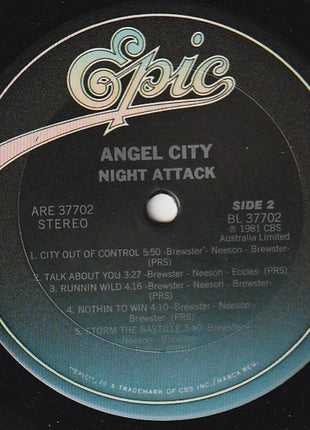 Epic
ANGEL CITY
NIGHT ATTACK
ARE 37702
STEREO
SIDE 2
BL 37702
℗ 1981 CBS
Australia Limited
1. CITY OUT OF CONTROL 5:50 -Brewster'- Neeson - Brewster-
(PRS)
2. TALK ABOUT YOU 3:27 -Brewster - Neeson - Eccles- (PS)
3. RUNNIN WILD 4:16 -Brewster - Neeson - Brewster-
(PRS)
4. NOTHIN TO WIN 4:10 -Brewster - Neeson -
Brewster- (PRS)
5. STORM THE BASTILLE 4:40 -Brewster -
Neeson - Brewster-
(PRS)
"EPIC", IS A TRADEMARK OF CBS INC./MARCA REG.